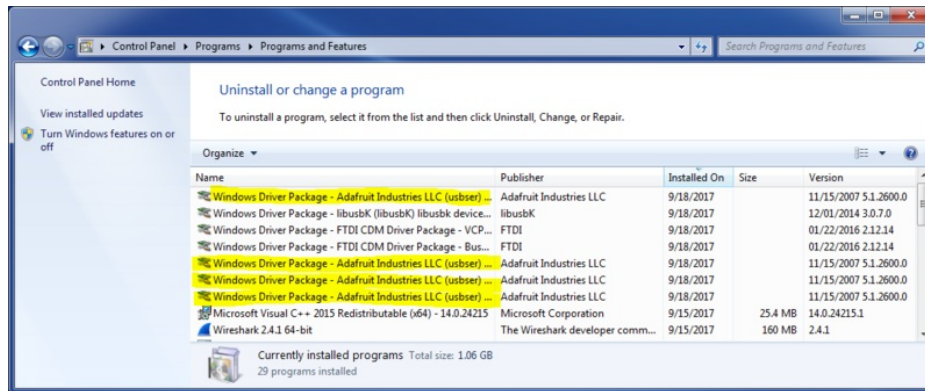 Control Panel ▸ Programs ▸ Programs and Features
Search Programs and Features
Control Panel Home
View installed updates
Turn Windows features on or
off
Uninstall or change a program
To uninstall a program, select it from the list and then click Uninstall, Change, or Repair.
Organize
Name Publisher Installed On Size Version
Windows Driver Package - Adafruit Industries LLC (usbser) ... Adafruit Industries LLC 9/18/2017 11/15/2007 5.1.2600.0
Windows Driver Package - libusbK (libusbK) libusbk device... libusbK 9/18/2017 12/01/2014 3.0.7.0
Windows Driver Package - FTDI CDM Driver Package - VCP... FTDI 9/18/2017 01/22/2016 2.12.14
Windows Driver Package - FTDI CDM Driver Package - Bus... FTDI 9/18/2017 01/22/2016 2.12.14
Windows Driver Package - Adafruit Industries LLC (usbser) ... Adafruit Industries LLC 9/18/2017 11/15/2007 5.1.2600.0
Windows Driver Package - Adafruit Industries LLC (usbser) ... Adafruit Industries LLC 9/18/2017 11/15/2007 5.1.2600.0
Windows Driver Package - Adafruit Industries LLC (usbser) ... Adafruit Industries LLC 9/18/2017 11/15/2007 5.1.2600.0
Microsoft Visual C++ 2015 Redistributable (x64) - 14.0.24215 Microsoft Corporation 9/15/2017 25.4 MB 14.0.24215.1
Wireshark 2.4.1 64-bit The Wireshark developer comm... 9/15/2017 160 MB 2.4.1
Currently installed programs Total size: 1.06 GB
29 programs installed